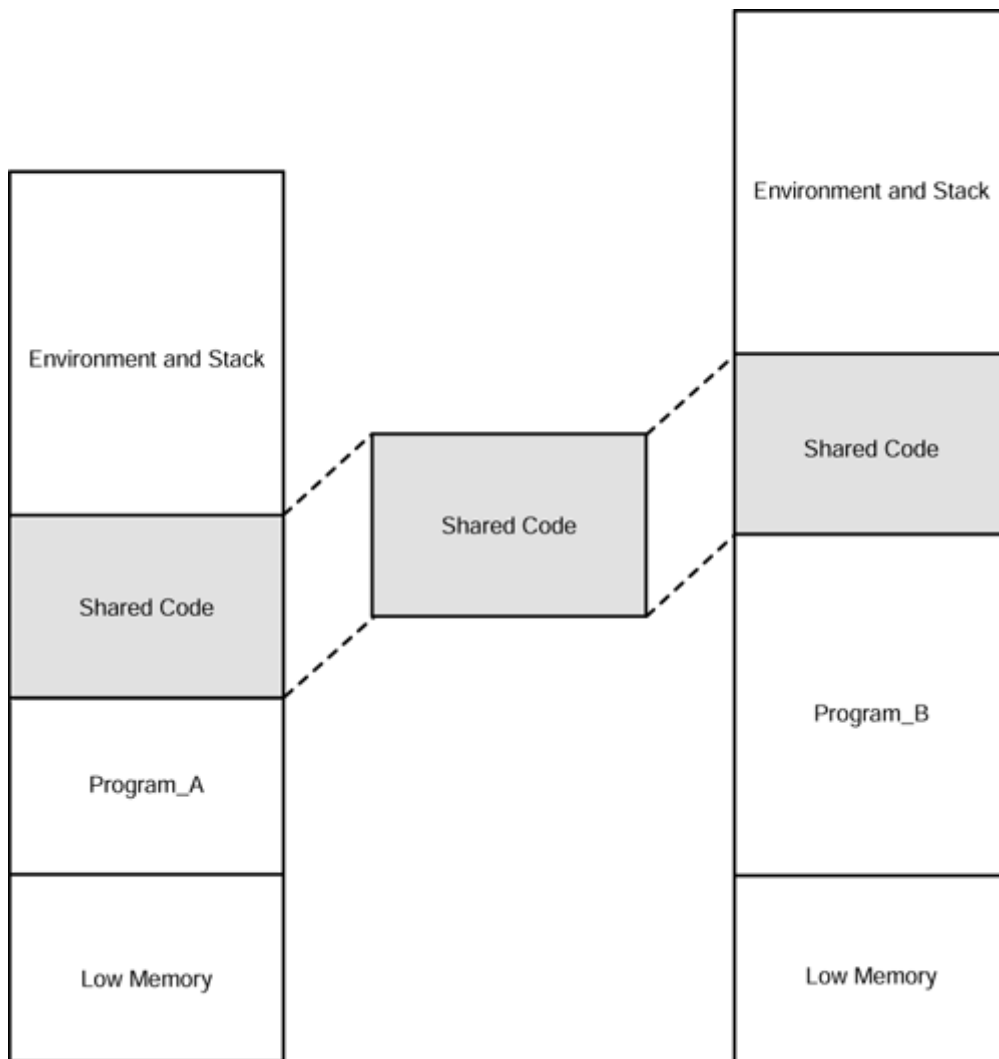 Environment and Stack
Shared Code
Program_A
Low Memory
Shared Code
Environment and Stack
Shared Code
Program_B
Low Memory